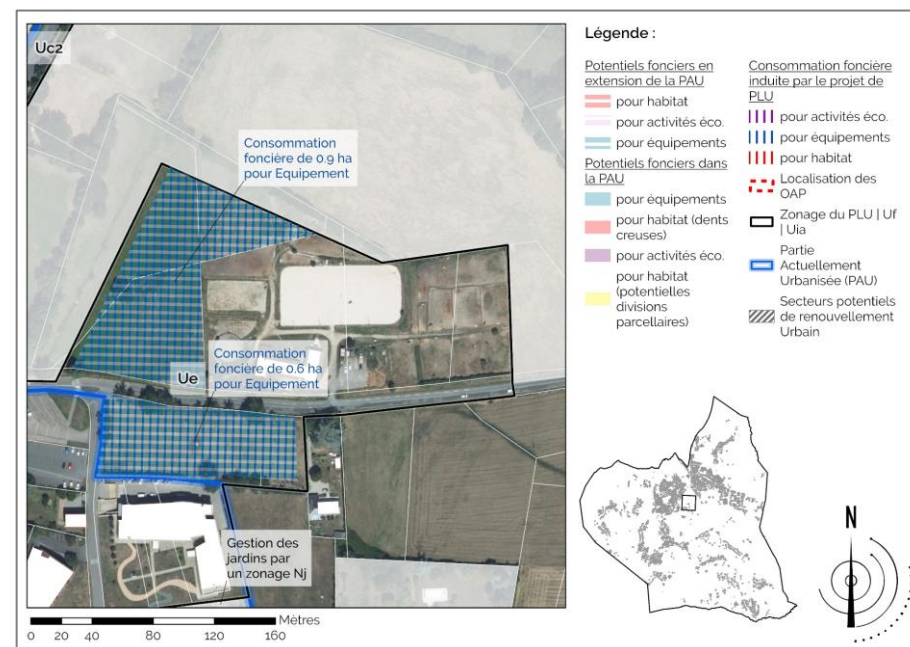 Uc2
Consommation
foncière de 0.9 ha
pour Equipement
Consommation
foncière de 0.6 ha
pour Equipement
Ue
Gestion des
jardins par
un zonage Nj
Mètres
0 20 40 80 120 160
Légende :
Potentiels fonciers en
extension de la PAU
pour habitat
pour activités éco.
pour équipements
Potentiels fonciers dans
la PAU
pour équipements
pour habitat (dents
creuses)
pour activités éco.
pour habitat
(potentielles
divisions
parcellaires)
Consommation foncière
induite par le projet de
PLU
pour activités éco.
pour équipements
pour habitat
Localisation des
OAP
Zonage du PLU | Uf
| Uia
Partie
Actuellement
Urbanisée (PAU)
Secteurs potentiels
de renouvellement
Urbain
N